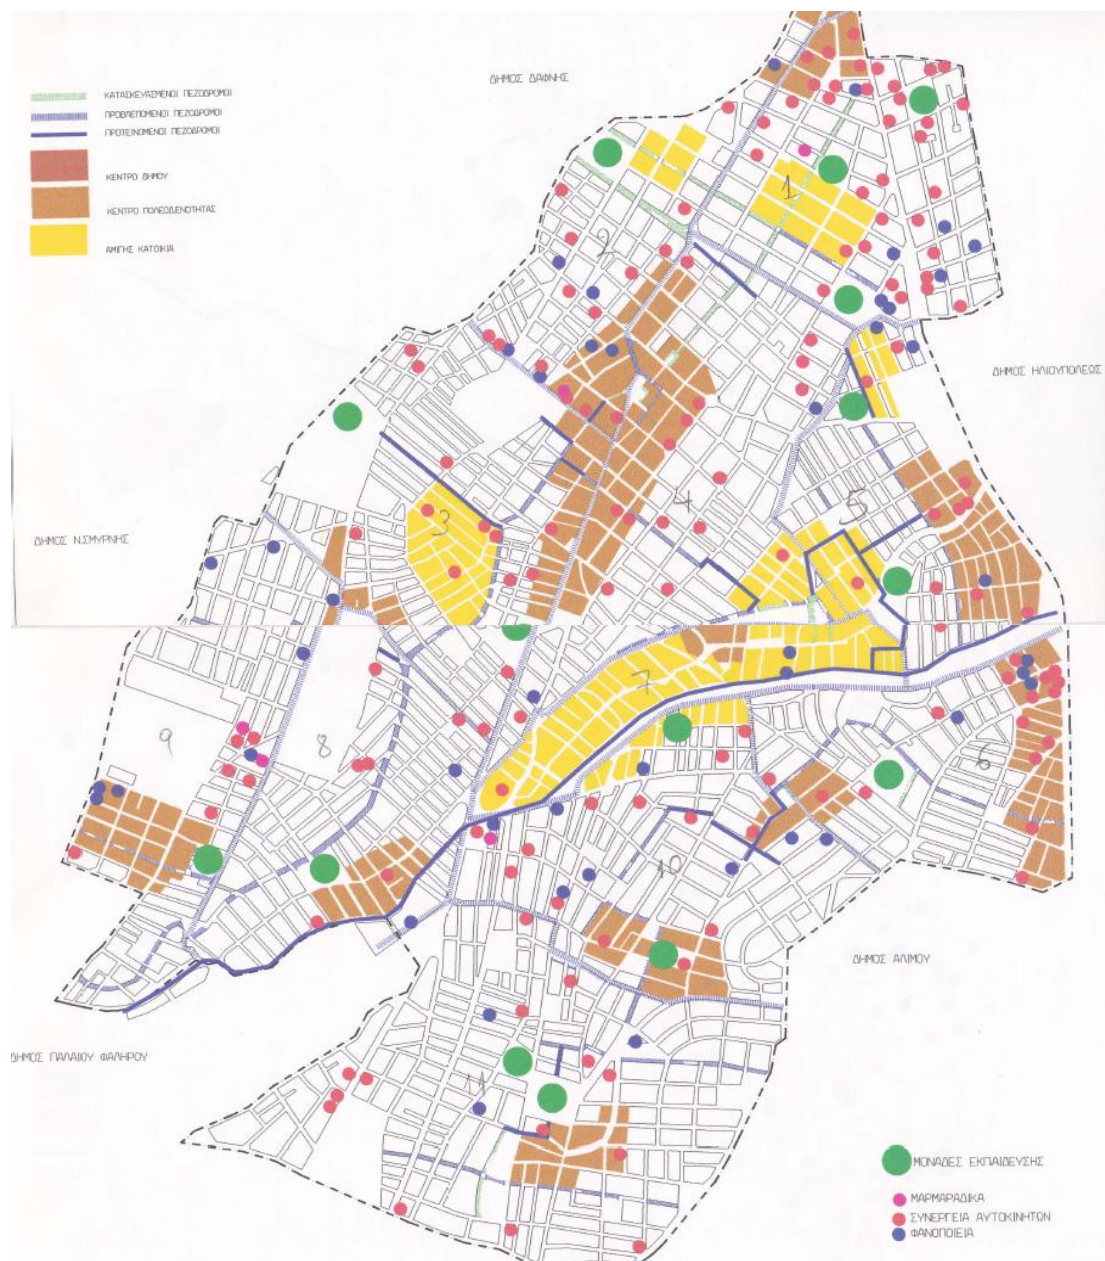 ΔΗΜΟΣ ΔΑΦΝΗΣ
ΚΑΤΑΣΚΕΥΑΣΜΕΝΟΙ ΠΕΖΟΔΡΟΜΟΙ
ΠΡΟΒΛΕΠΟΜΕΝΟΙ ΠΕΖΟΔΡΟΜΟΙ
ΠΡΟΤΕΙΝΟΜΕΝΟΙ ΠΕΖΟΔΡΟΜΟΙ
ΚΕΝΤΡΟ ΔΗΜΟΥ
ΚΕΝΤΡΟ ΠΟΛΕΟΔΕΝΟΤΗΤΑΣ
ΑΜΙΓΗΣ ΚΑΤΟΙΚΙΑ
1
2
ΔΗΜΟΣ ΗΛΙΟΥΠΟΛΕΩΣ
3
4
5
ΔΗΜΟΣ Ν.ΣΜΥΡΝΗΣ
7
9
8
6
10
ΔΗΜΟΣ ΑΛΙΜΟΥ
ΔΗΜΟΣ ΠΑΛΑΙΟΥ ΦΑΛΗΡΟΥ
11
ΜΟΝΑΔΕΣ ΕΚΠΑΙΔΕΥΣΗΣ
ΜΑΡΜΑΡΑΔΙΚΑ
ΣΥΝΕΡΓΕΙΑ ΑΥΤΟΚΙΝΗΤΩΝ
ΦΑΝΟΠΟΙΕΙΑ